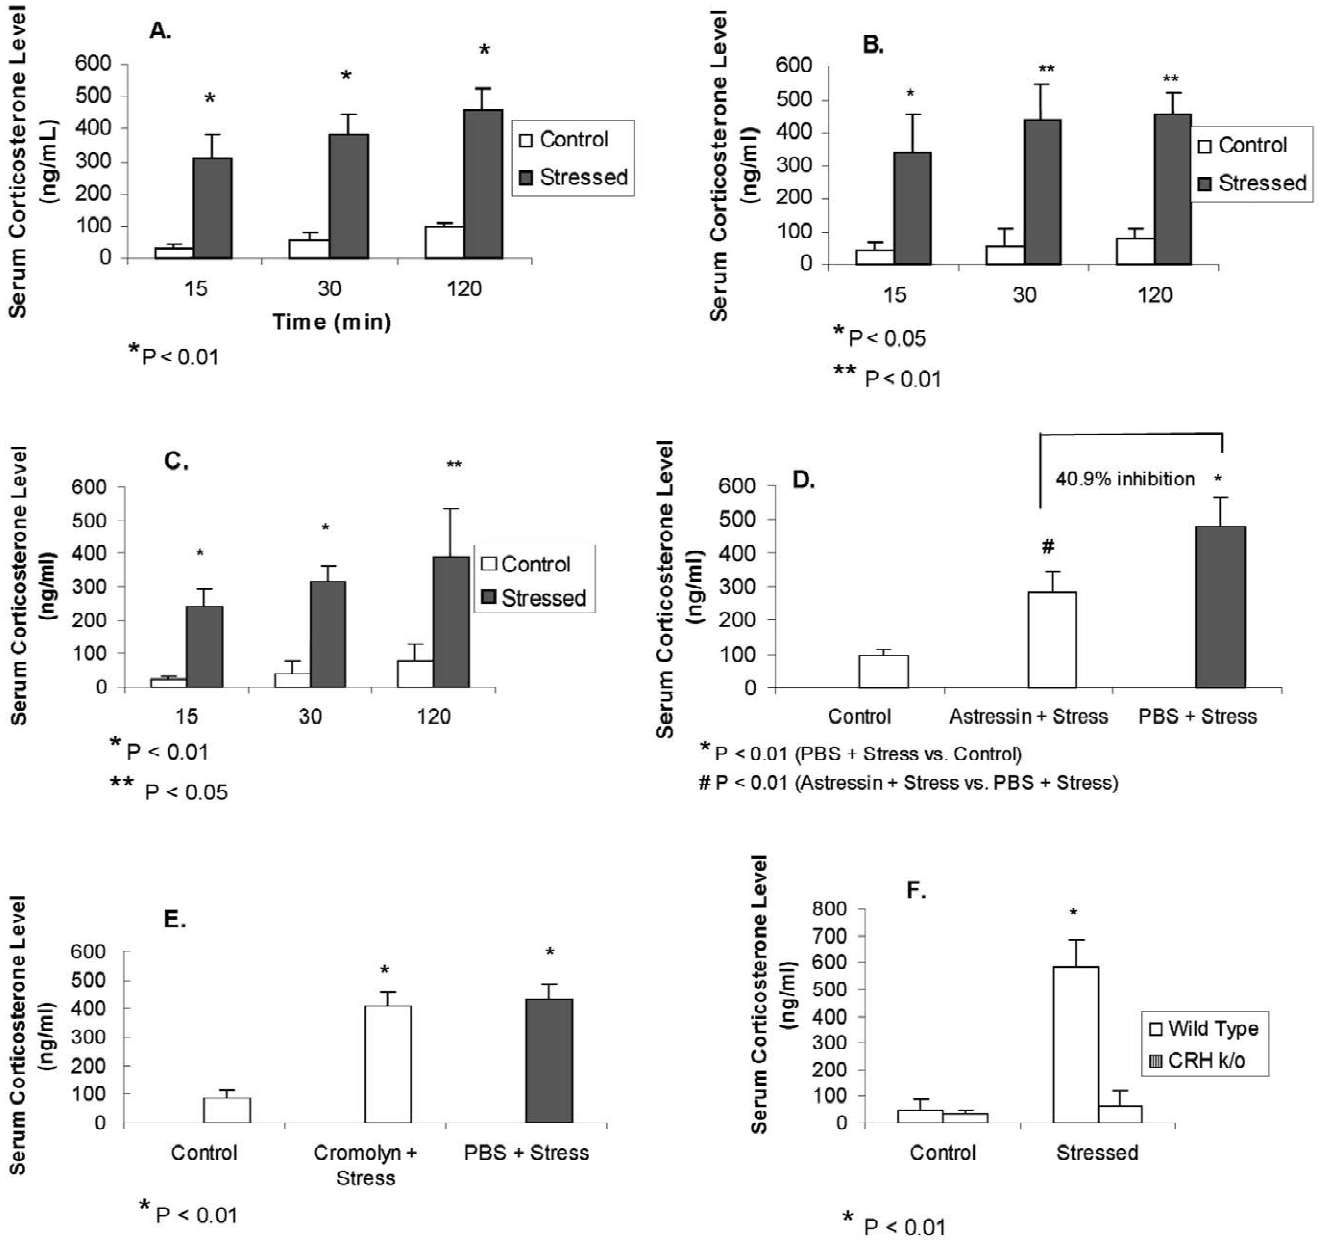 A.
Serum Corticosterone Level
(ng/mL)
600
500
400
300
200
100
0
*
*
*
Control
Stressed
15
30
120
Time (min)
*P < 0.01
B.
Serum Corticosterone Level
(ng/ml)
600
500
400
300
200
100
0
*
**
**
Control
Stressed
15
30
120
*P < 0.05
** P < 0.01
C.
Serum Corticosterone Level
(ng/ml)
600
500
400
300
200
100
0
*
*
**
Control
Stressed
15
30
120
* P < 0.01
** P < 0.05
D.
Serum Corticosterone Level
(ng/ml)
600
500
400
300
200
100
0
40.9% inhibition
*
#
Control
Astressin + Stress
PBS + Stress
* P < 0.01 (PBS + Stress vs. Control)
# P < 0.01 (Astressin + Stress vs. PBS + Stress)
E.
Serum Corticosterone Level
(ng/ml)
600
500
400
300
200
100
0
*
*
Control
Cromolyn +
Stress
PBS + Stress
* P < 0.01
F.
Serum Corticosterone Level
(ng/ml)
800
700
600
500
400
300
200
100
0
*
Wild Type
CRH k/o
Control
Stressed
* P < 0.01